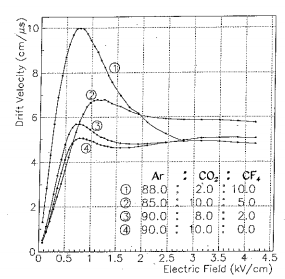 Drift Velocity (cm/μs)
10
8
6
4
2
0
①
②
③
④
Ar : CO₂ : CF₄
① 88.0 : 2.0 : 10.0
② 85.0 : 10.0 : 5.0
③ 90.0 : 8.0 : 2.0
④ 90.0 : 10.0 : 0.0
0 0.5 1 1.5 2 2.5 3 3.5 4 4.5
Electric Field (kV/cm)